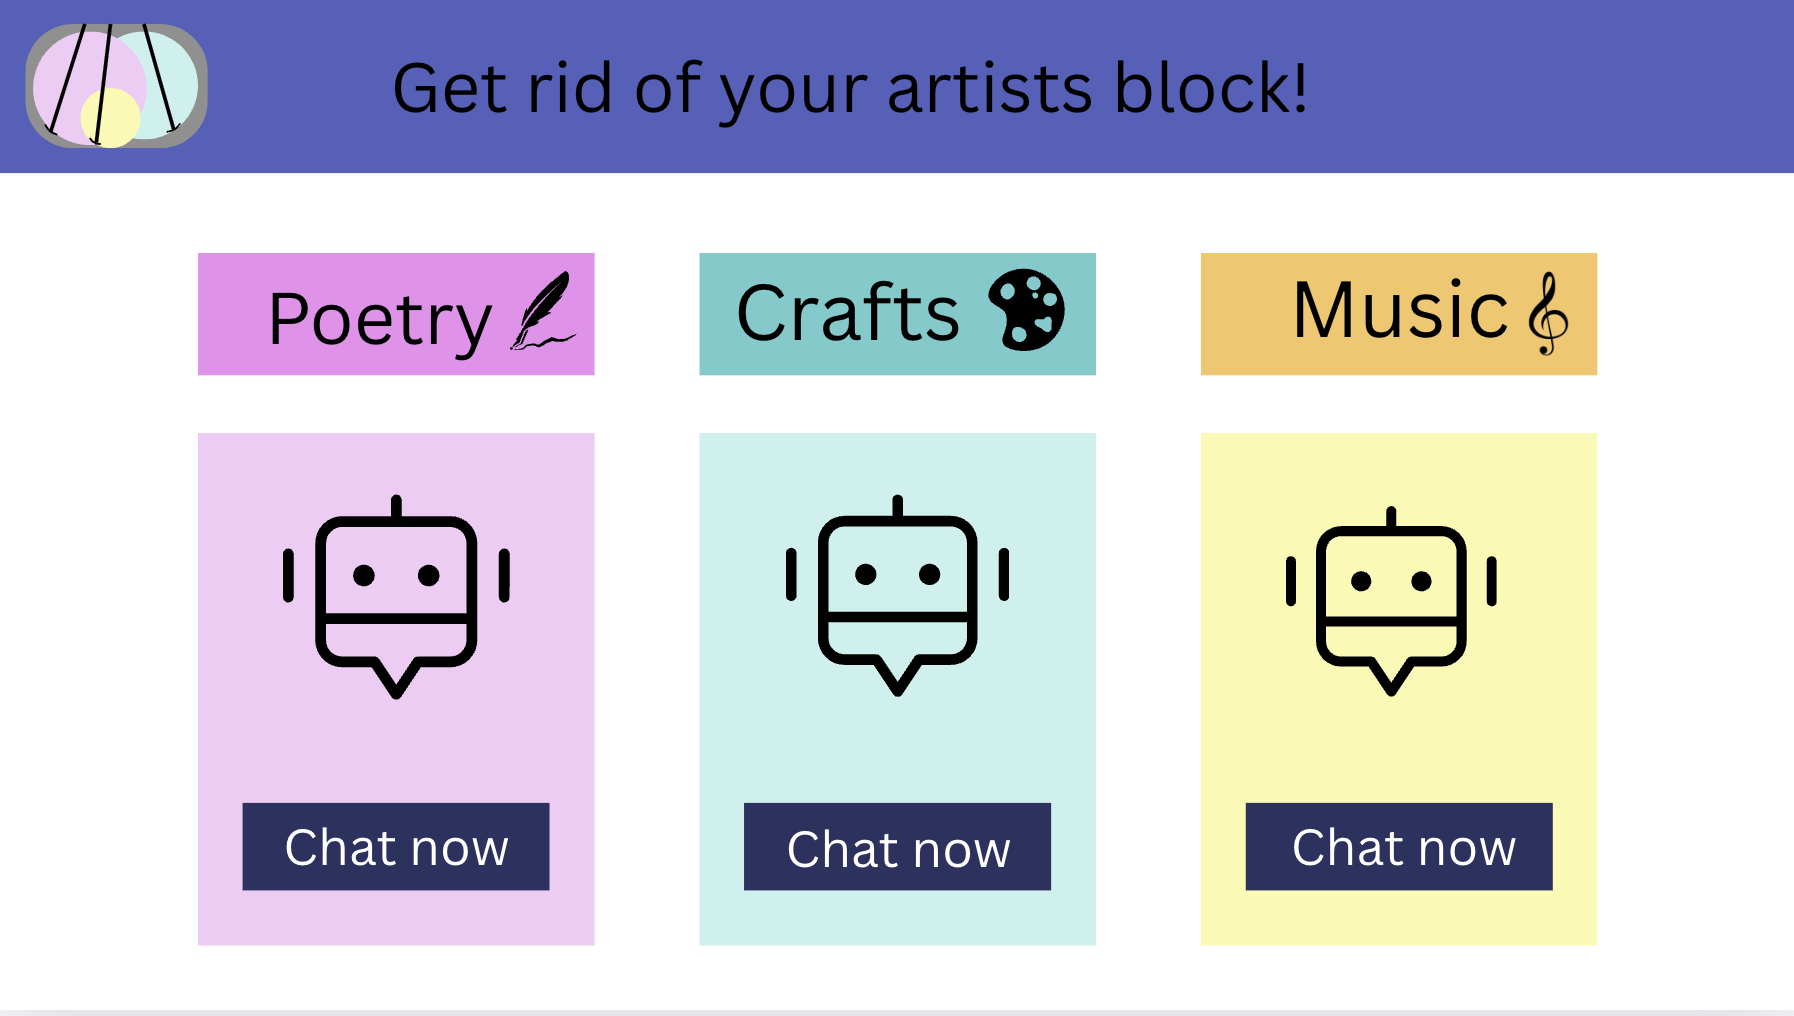 Get rid of your artists block!
Poetry
Crafts
Music
Chat now
Chat now
Chat now